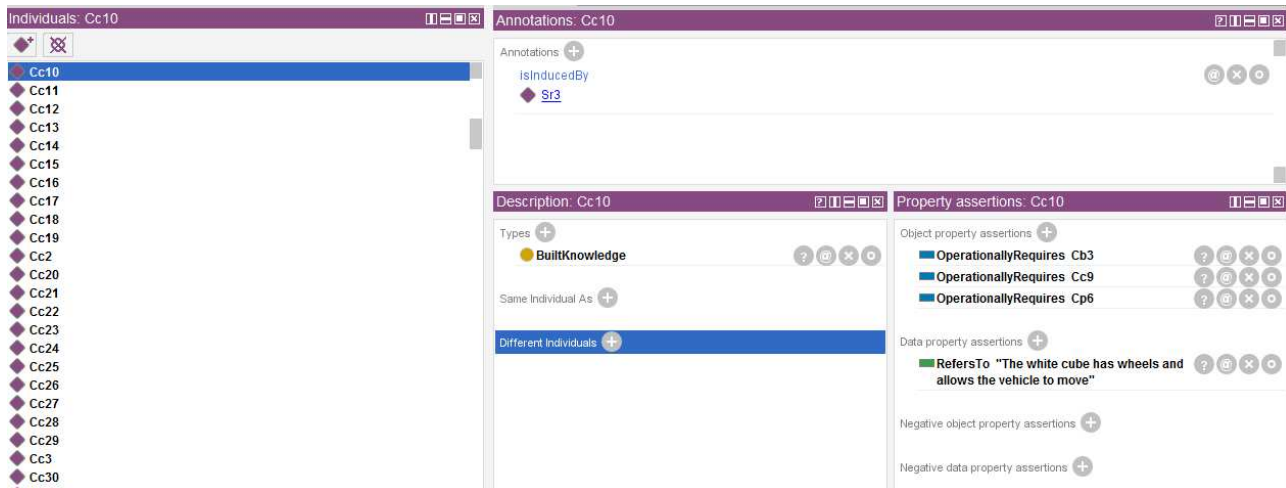 Individuals: Cc10
Cc10
Cc11
Cc12
Cc13
Cc14
Cc15
Cc16
Cc17
Cc18
Cc19
Cc2
Cc20
Cc21
Cc22
Cc23
Cc24
Cc25
Cc26
Cc27
Cc28
Cc29
Cc3
Cc30
Annotations: Cc10
Annotations
isInducedBy
Sr3
Description: Cc10
Types
BuiltKnowledge
Same Individual As
Different Individuals
Property assertions: Cc10
Object property assertions
OperationallyRequires Cb3
OperationallyRequires Cc9
OperationallyRequires Cp6
Data property assertions
RefersTo "The white cube has wheels and
allows the vehicle to move"
Negative object property assertions
Negative data property assertions